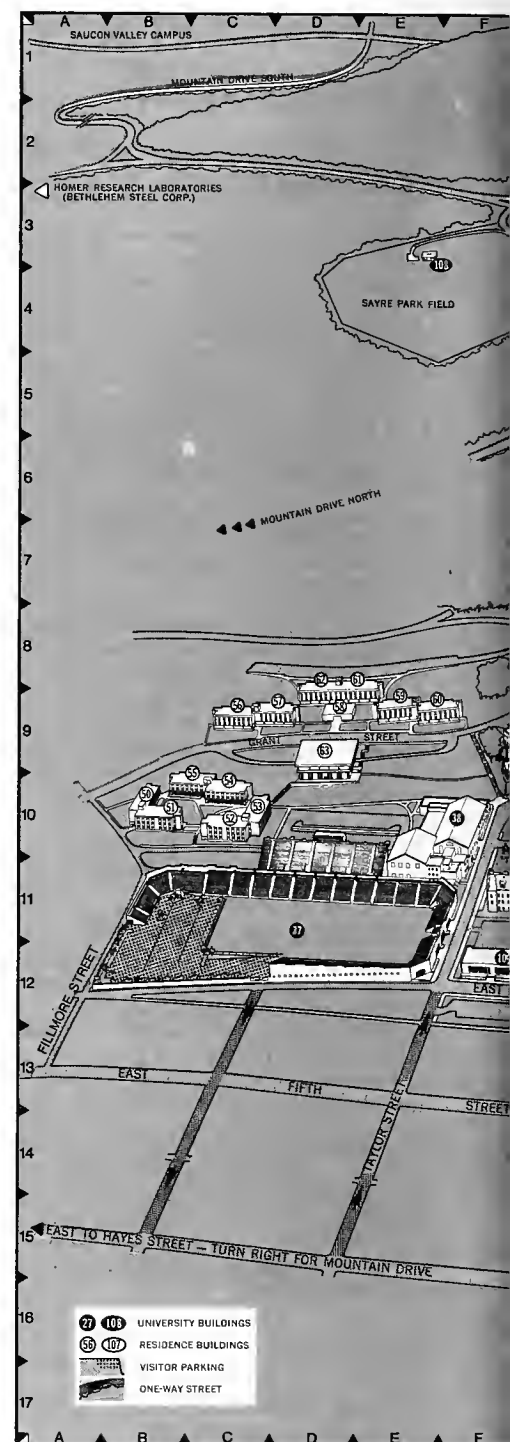 A B C D E F
SAUCON VALLEY CAMPUS
1
MOUNTAIN DRIVE SOUTH
2
HOMER RESEARCH LABORATORIES
(BETHLEHEM STEEL CORP.)
3
108
4
SAYRE PARK FIELD
5
6
MOUNTAIN DRIVE NORTH
7
8
62 61
56 57 58 59 60
9
GRANT STREET
63
55 54
10
50 51 53
52
38
11
27
12
EAST
FILLMORE STREET
13
EAST FIFTH STREET
14
TAYLOR STREET
15
EAST TO HAYES STREET – TURN RIGHT FOR MOUNTAIN DRIVE
16
27 108 UNIVERSITY BUILDINGS
56 107 RESIDENCE BUILDINGS
VISITOR PARKING
ONE-WAY STREET
17
A B C D E F